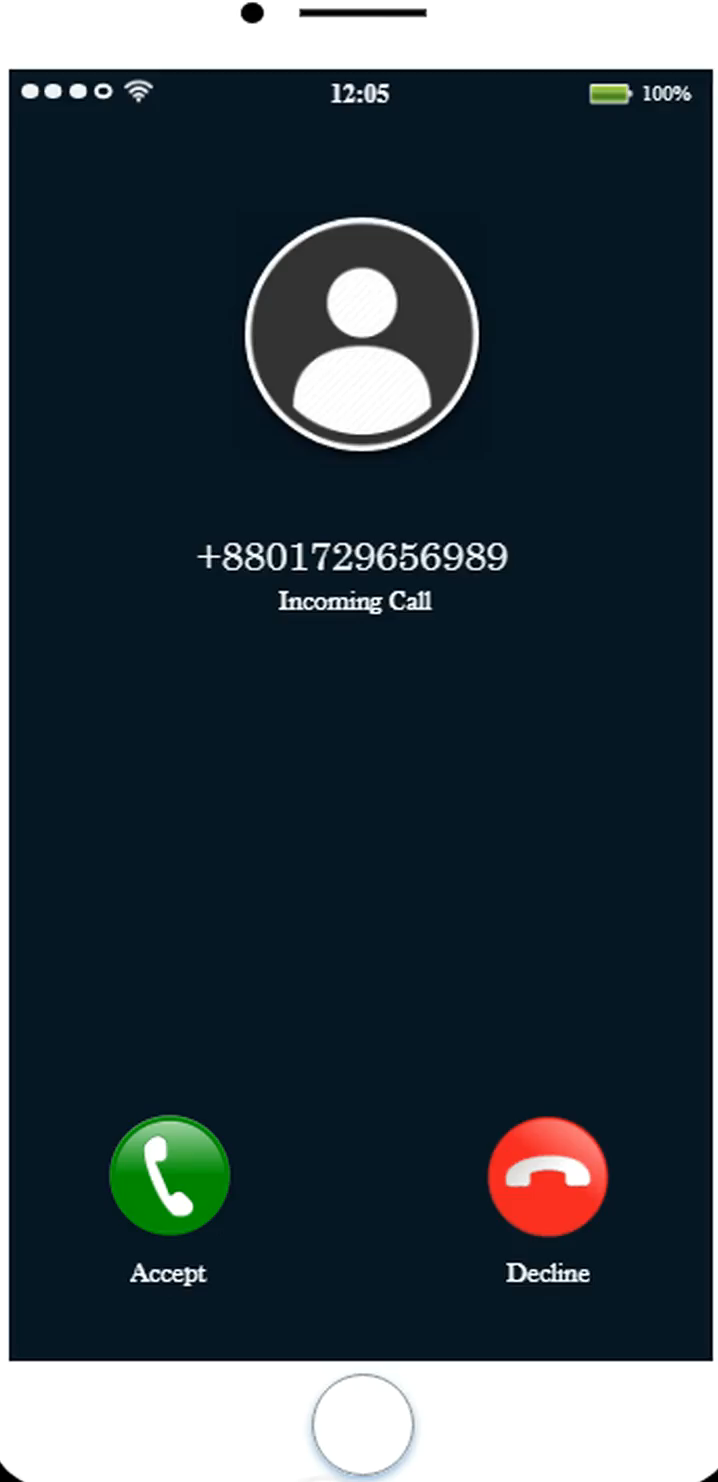 12:05 100%
+8801729656989
Incoming Call
Accept Decline